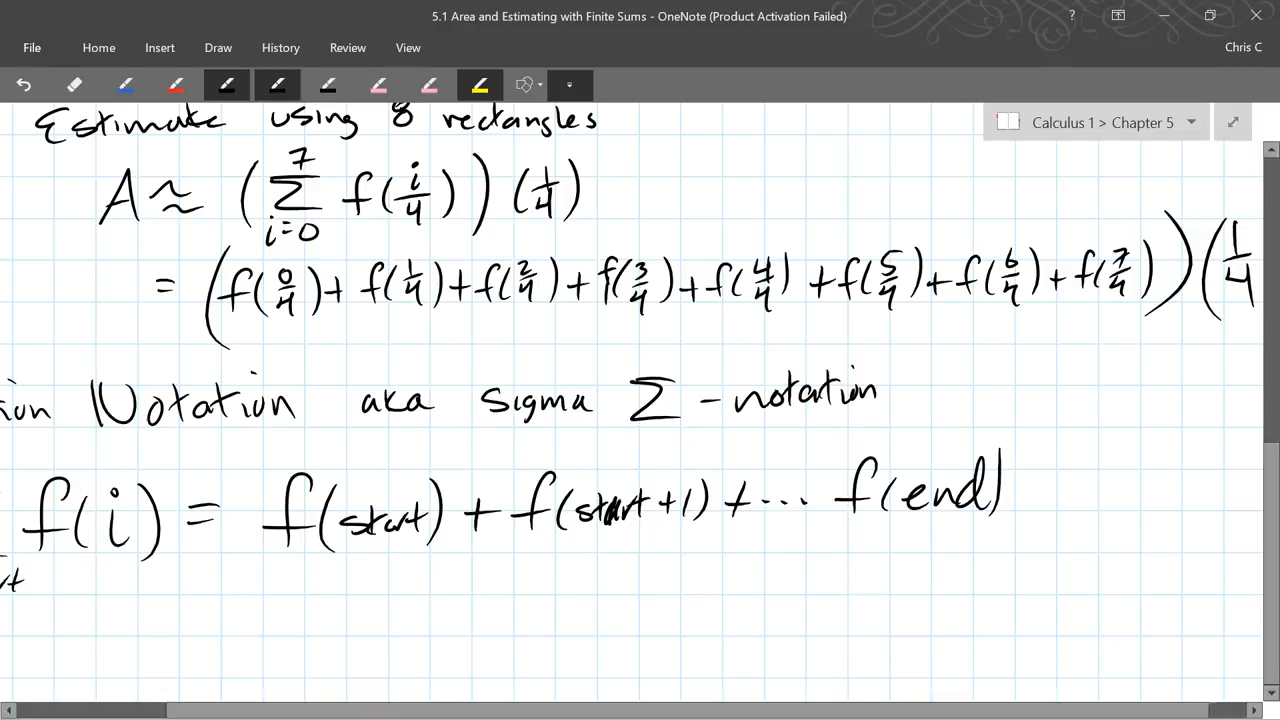 5.1 Area and Estimating with Finite Sums - OneNote (Product Activation Failed)
File Home Insert Draw History Review View Chris C
Calculus 1 > Chapter 5
Estimate using 8 rectangles
A ≈ (∑_{i=0}^{7} f(i/4)) (1/4)
= (f(0/4) + f(1/4) + f(2/4) + f(3/4) + f(4/4) + f(5/4) + f(6/4) + f(7/4)) (1/4
ion Notation aka sigma ∑ - notation
f(i) = f(start) + f(start + 1) + ... f(end)